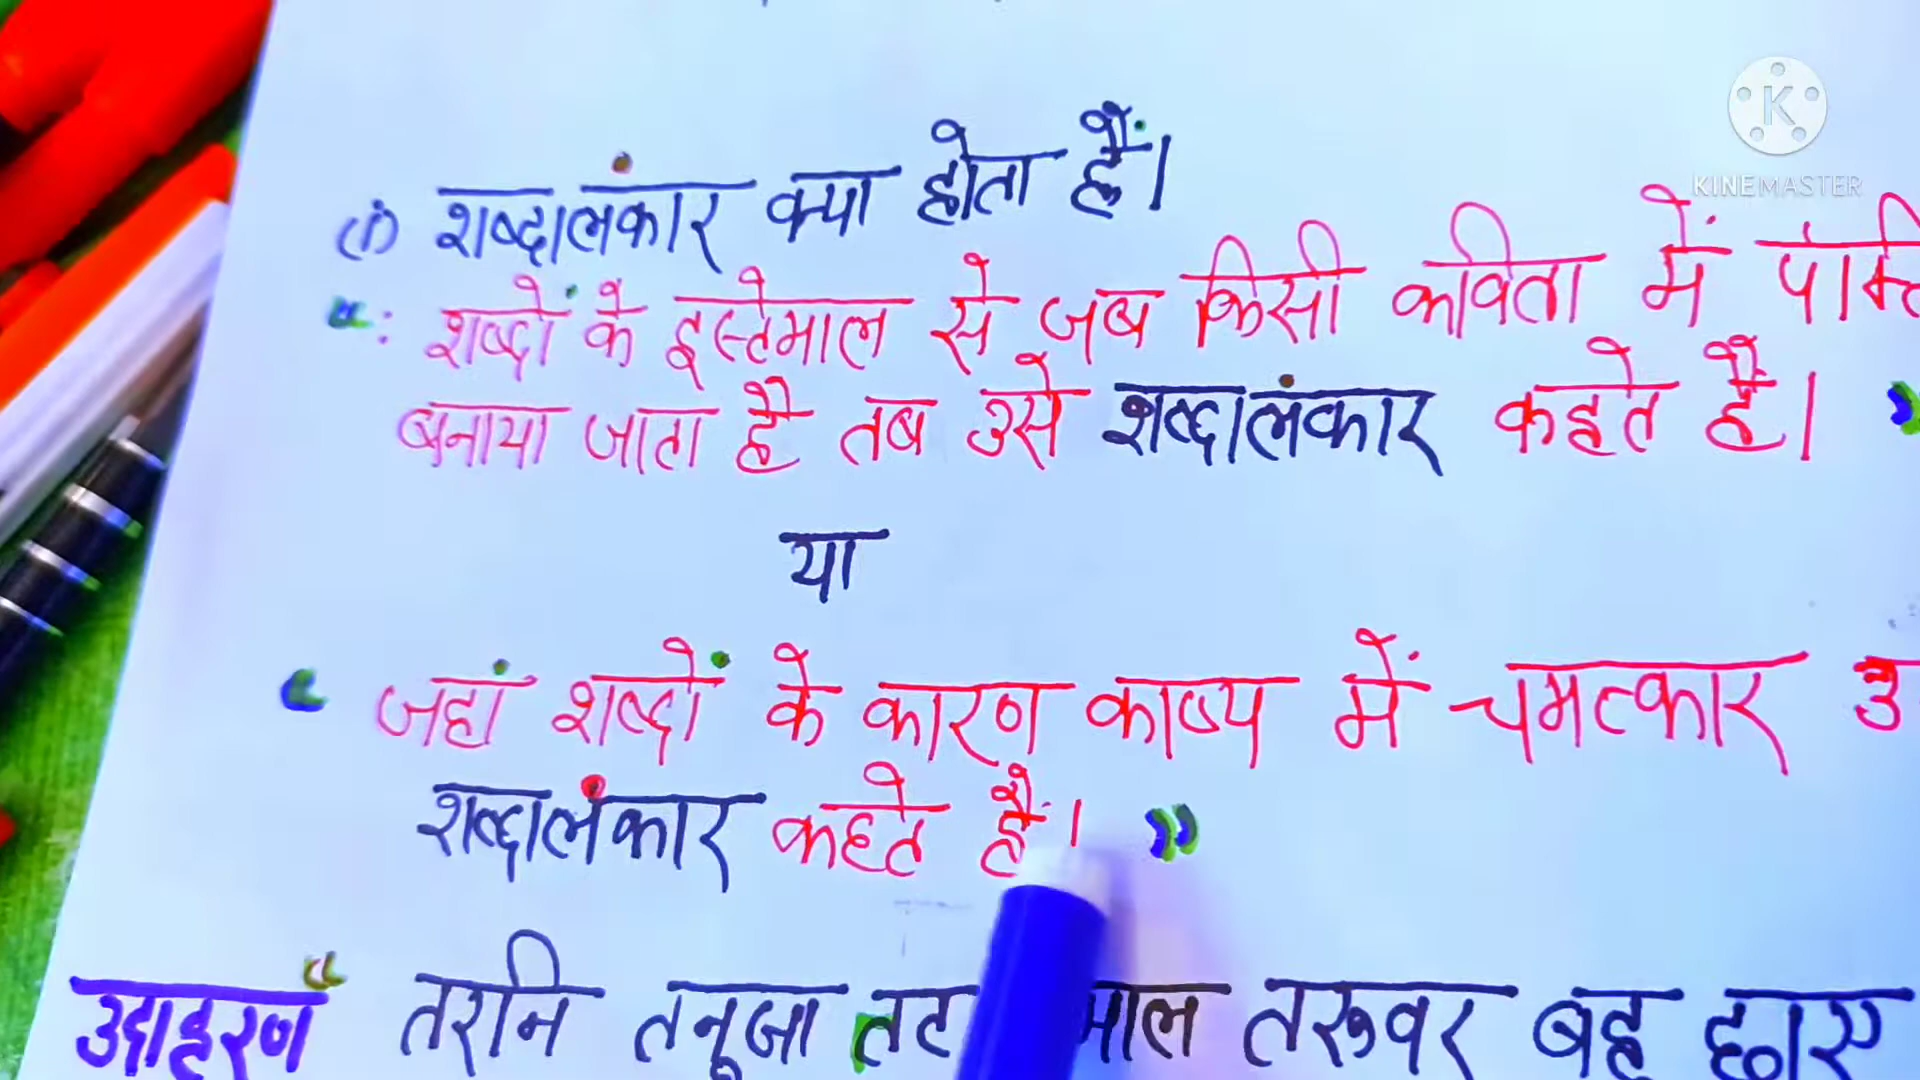 KINEMASTER
(i) शब्दालंकार क्या होता हैं।
": शब्दों के इस्तेमाल से जब किसी कविता में
बनाया जाता है तब उसे शब्दालंकार कहते है। "
या
" जहां शब्दों के कारण काव्य में चमत्कार
शब्दालंकार कहते हैं। "
उदाहरण " तरनि तनूजा तट तरूवर बहु